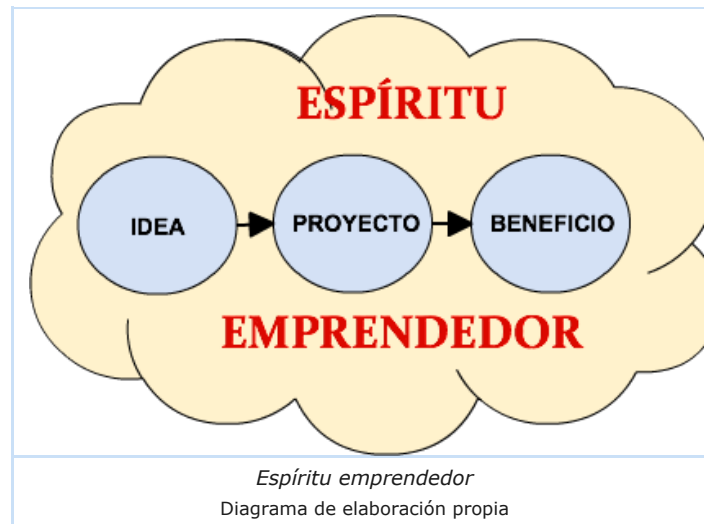 ESPÍRITU
IDEA PROYECTO BENEFICIO
EMPRENDEDOR
Espíritu emprendedor
Diagrama de elaboración propia